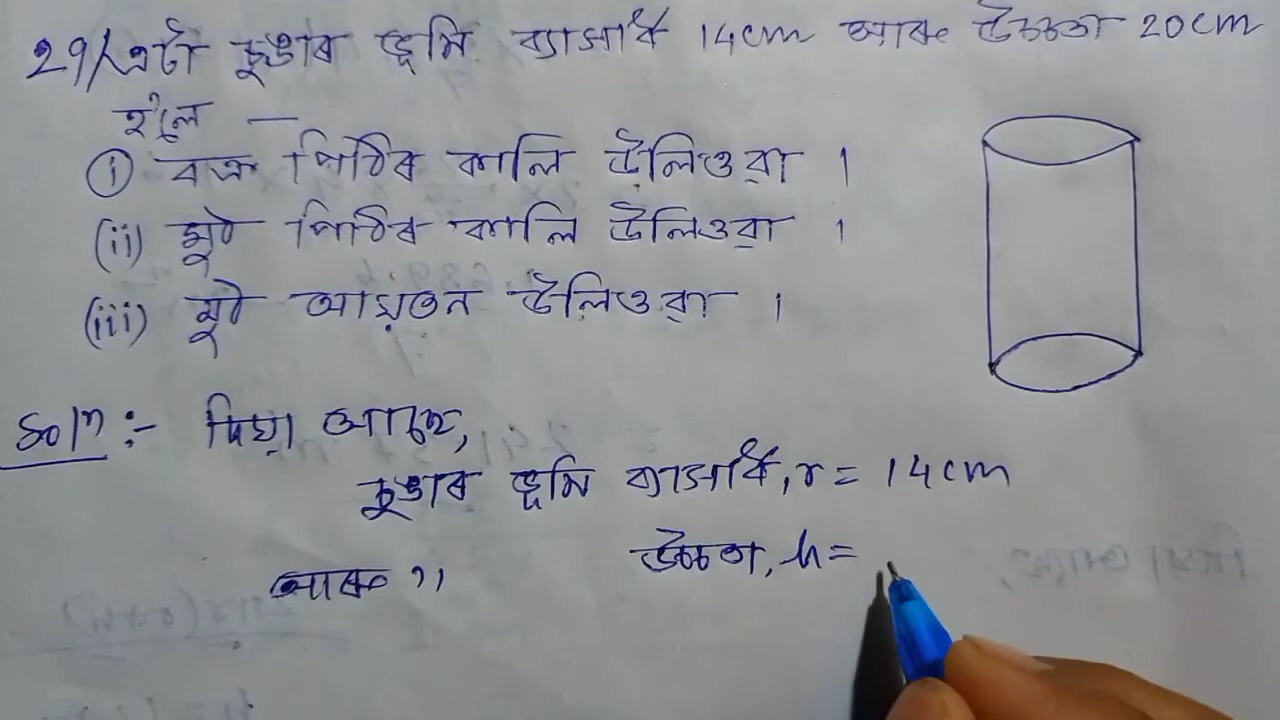 29/ এটা চুঙাৰ ভূমি ব্যাসাৰ্ধ 14cm আৰু উচ্চতা 20cm
হ'লে —
(i) বক্ৰ পিঠিৰ কালি উলিওৱা ।
(ii) মুঠ পিঠিৰ কালি উলিওৱা ।
(iii) মুঠ আয়তন উলিওৱা ।
Soln :- দিয়া আছে,
চুঙাৰ ভূমি ব্যাসাৰ্ধ, r = 14cm
আৰু " উচ্চতা, h =